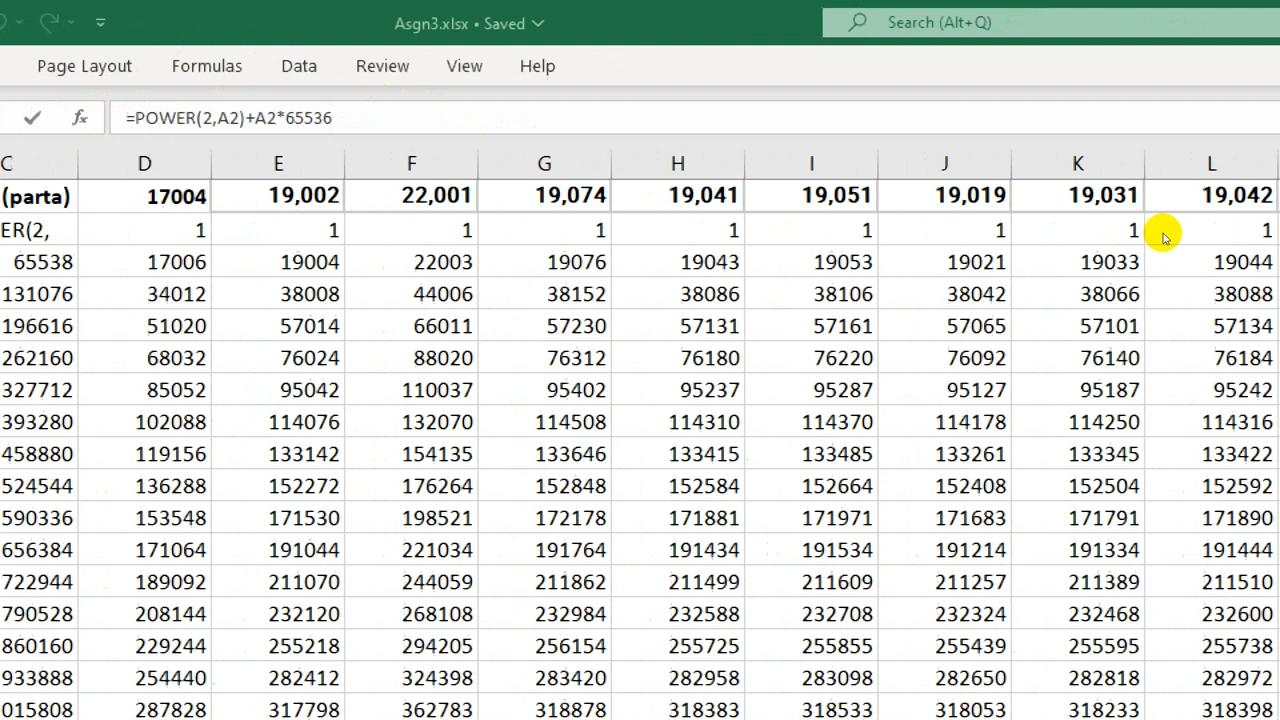 Asgn3.xlsx • Saved
Search (Alt+Q)
Page Layout Formulas Data Review View Help
fx =POWER(2,A2)+A2*65536
C D E F G H I J K L
(parta) 17004 19,002 22,001 19,074 19,041 19,051 19,019 19,031 19,042
ER(2, 1 1 1 1 1 1 1 1 1
65538 17006 19004 22003 19076 19043 19053 19021 19033 19044
131076 34012 38008 44006 38152 38086 38106 38042 38066 38088
196616 51020 57014 66011 57230 57131 57161 57065 57101 57134
262160 68032 76024 88020 76312 76180 76220 76092 76140 76184
327712 85052 95042 110037 95402 95237 95287 95127 95187 95242
393280 102088 114076 132070 114508 114310 114370 114178 114250 114316
458880 119156 133142 154135 133646 133415 133485 133261 133345 133422
524544 136288 152272 176264 152848 152584 152664 152408 152504 152592
590336 153548 171530 198521 172178 171881 171971 171683 171791 171890
656384 171064 191044 221034 191764 191434 191534 191214 191334 191444
722944 189092 211070 244059 211862 211499 211609 211257 211389 211510
790528 208144 232120 268108 232984 232588 232708 232324 232468 232600
860160 229244 255218 294205 256154 255725 255855 255439 255595 255738
933888 254440 282412 324398 283420 282958 283098 282650 282818 282972
015808 287828 317798 362783 318878 318383 318533 318053 318233 318398